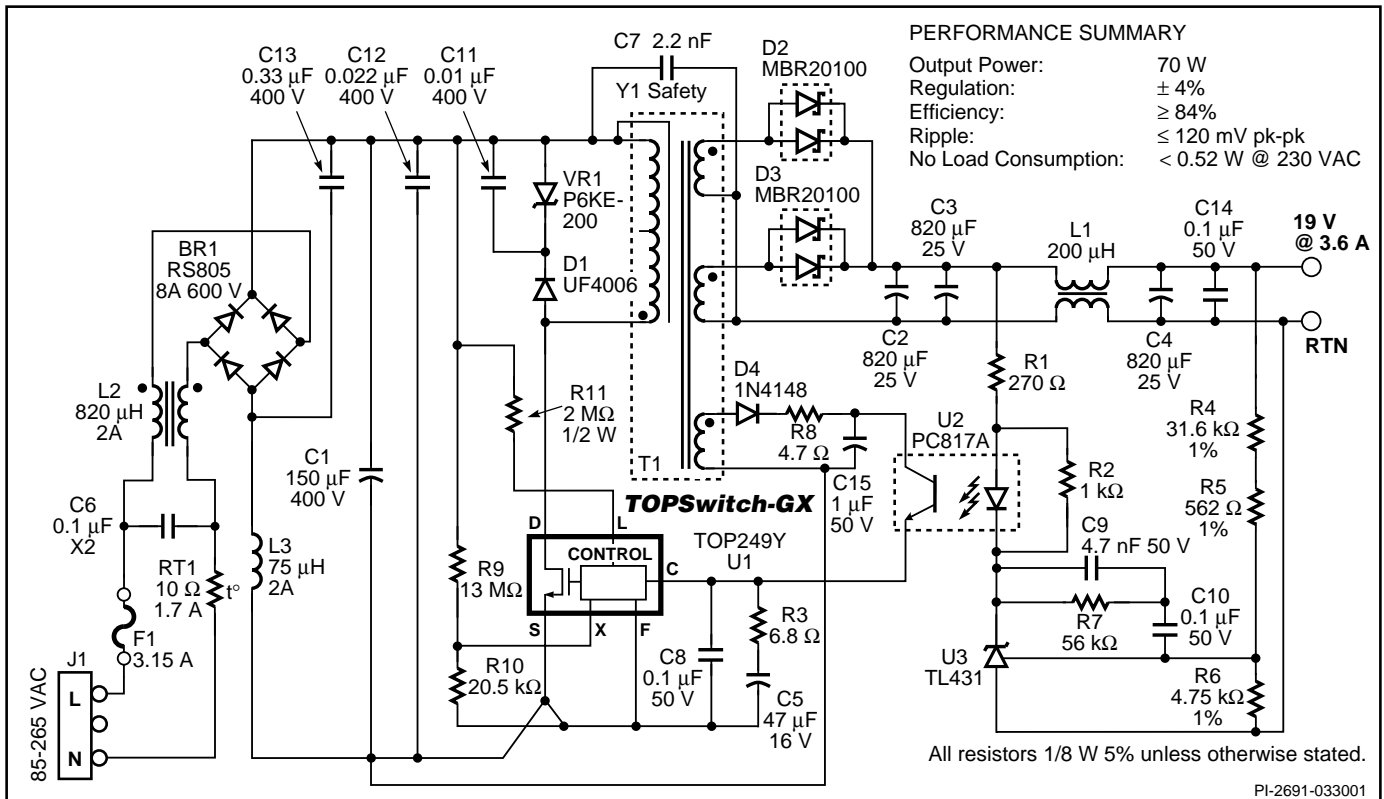 PERFORMANCE SUMMARY
Output Power: 70 W
Regulation: ± 4%
Efficiency: ≥ 84%
Ripple: ≤ 120 mV pk-pk
No Load Consumption: < 0.52 W @ 230 VAC
C13
0.33 µF
400 V
C12
0.022 µF
400 V
C11
0.01 µF
400 V
C7 2.2 nF
Y1 Safety
D2
MBR20100
D3
MBR20100
VR1
P6KE-
200
D1
UF4006
BR1
RS805
8A 600 V
C3
820 µF
25 V
L1
200 µH
C14
0.1 µF
50 V
19 V
@ 3.6 A
RTN
C2
820 µF
25 V
C4
820 µF
25 V
R1
270 Ω
L2
820 µH
2A
C1
150 µF
400 V
R11
2 MΩ
1/2 W
T1
D4
1N4148
R8
4.7 Ω
C15
1 µF
50 V
U2
PC817A
R2
1 kΩ
R4
31.6 kΩ
1%
R5
562 Ω
1%
C9
4.7 nF 50 V
C6
0.1 µF
X2
RT1
10 Ω
1.7 A
t°
L3
75 µH
2A
F1
3.15 A
J1
L
N
85-265 VAC
TOPSwitch-GX
TOP249Y
U1
D
L
CONTROL
C
S
X
F
R9
13 MΩ
R10
20.5 kΩ
C8
0.1 µF
50 V
R3
6.8 Ω
C5
47 µF
16 V
R7
56 kΩ
C10
0.1 µF
50 V
U3
TL431
R6
4.75 kΩ
1%
All resistors 1/8 W 5% unless otherwise stated.
PI-2691-033001